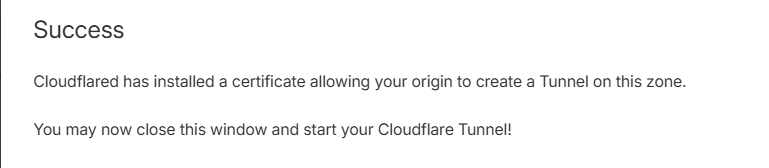 Success
Cloudflared has installed a certificate allowing your origin to create a Tunnel on this zone.
You may now close this window and start your Cloudflare Tunnel!